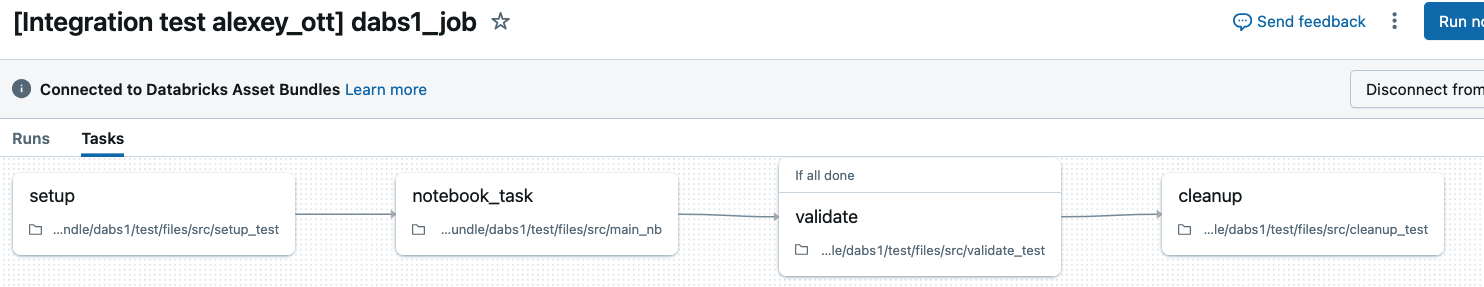 [Integration test alexey_ott] dabs1_job
Send feedback
Run no
Connected to Databricks Asset Bundles Learn more
Disconnect from
Runs
Tasks
setup
...ndle/dabs1/test/files/src/setup_test
notebook_task
...undle/dabs1/test/files/src/main_nb
If all done
validate
...le/dabs1/test/files/src/validate_test
cleanup
...le/dabs1/test/files/src/cleanup_test